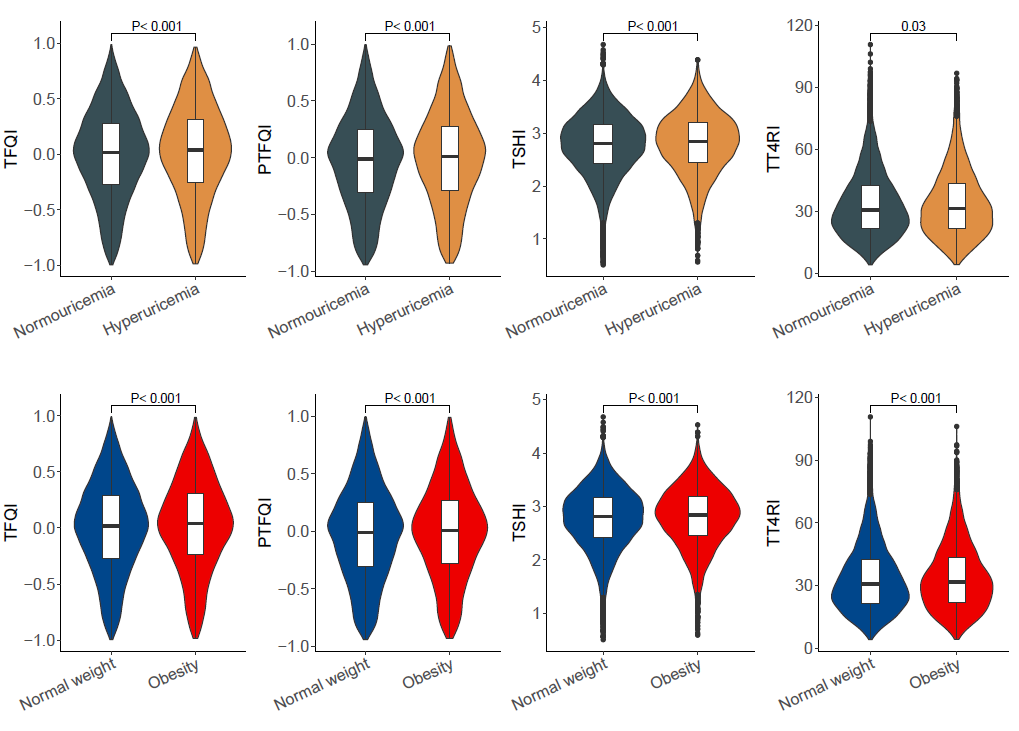 P< 0.001
TFQI
1.0
0.5
0.0
−0.5
−1.0
Normouricemia
Hyperuricemia
P< 0.001
PTFQI
1.0
0.5
0.0
−0.5
−1.0
Normouricemia
Hyperuricemia
P< 0.001
TSHI
5
4
3
2
1
Normouricemia
Hyperuricemia
0.03
TT4RI
120
90
60
30
0
Normouricemia
Hyperuricemia
P< 0.001
TFQI
1.0
0.5
0.0
−0.5
−1.0
Normal weight
Obesity
P< 0.001
PTFQI
1.0
0.5
0.0
−0.5
−1.0
Normal weight
Obesity
P< 0.001
TSHI
5
4
3
2
1
Normal weight
Obesity
P< 0.001
TT4RI
120
90
60
30
0
Normal weight
Obesity